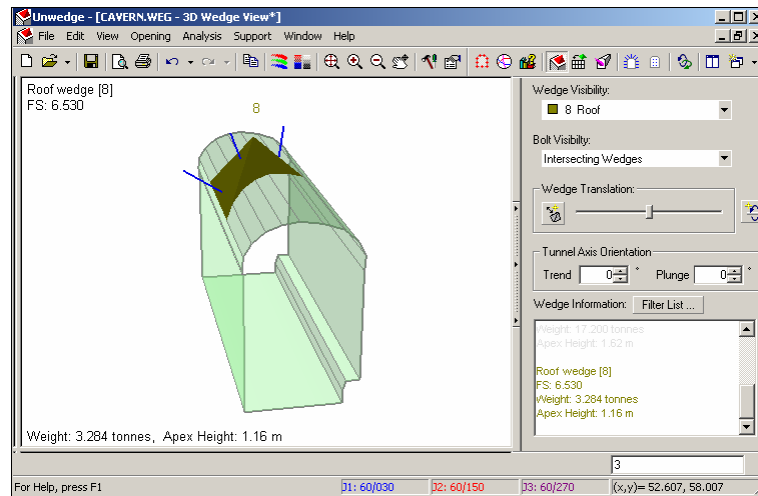 Unwedge - [CAVERN.WEG - 3D Wedge View*]
File Edit View Opening Analysis Support Window Help
Roof wedge [8]
FS: 6.530
8
Weight: 3.284 tonnes, Apex Height: 1.16 m
Wedge Visibility:
8 Roof
Bolt Visibilty:
Intersecting Wedges
Wedge Translation:
Tunnel Axis Orientation
Trend 0 ° Plunge 0 °
Wedge Information: Filter List ...
Weight: 17.200 tonnes
Apex Height: 1.62 m
Roof wedge [8]
FS: 6.530
Weight: 3.284 tonnes
Apex Height: 1.16 m
3
For Help, press F1 J1: 60/030 J2: 60/150 J3: 60/270 (x,y)= 52.607, 58.007